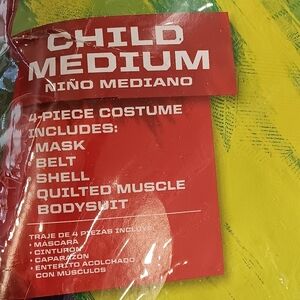 CHILD
MEDIUM
NIÑO MEDIANO
4-PIECE COSTUME
INCLUDES:
MASK
BELT
SHELL
QUILTED MUSCLE
BODYSUIT
TRAJE DE 4 PIEZAS INCLUYE:
• MÁSCARA
• CINTURÓN
• CAPARAZÓN
• ENTERITO ACOLCHADO
CON MÚSCULOS